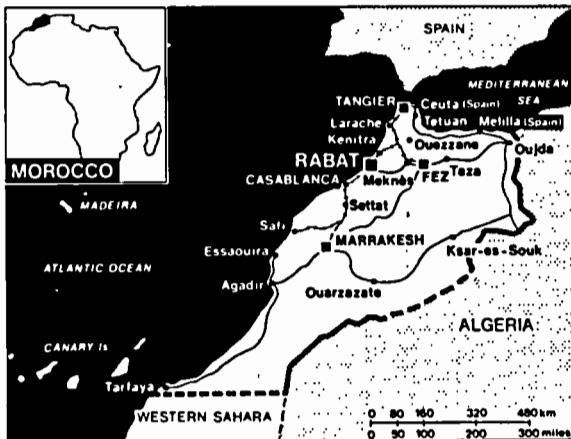 SPAIN
MEDITERRANEAN
SEA
TANGIER
Ceuta (Spain)
Larache
Tetuan
Melilla (Spain)
Kenitra
Ouezzane
Oujda
RABAT
MOROCCO
CASABLANCA
Meknès
FEZ
Taza
MADEIRA
Settat
Safi
MARRAKESH
Essaouira
Ksar-es-Souk
ATLANTIC OCEAN
Agadir
Ouarzazate
ALGERIA
CANARY Is.
Tarfaya
WESTERN SAHARA
0 80 160 320 480 km
0 80 160 200 300 miles